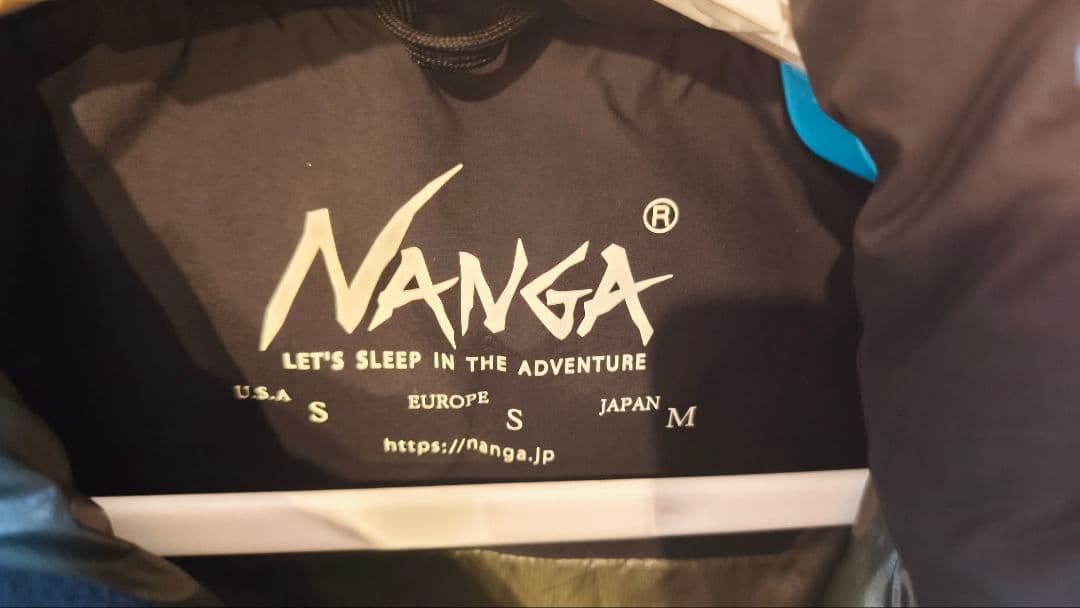 NANGA®
LET'S SLEEP IN THE ADVENTURE
U.S.A S EUROPE S JAPAN M
https://nanga.jp